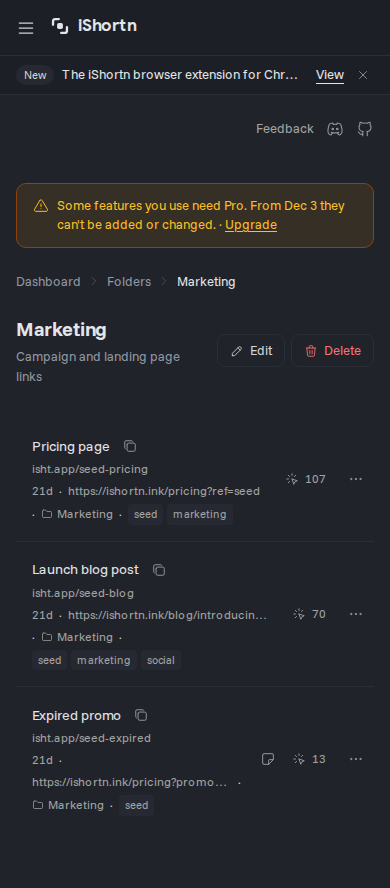 iShortn
New The iShortn browser extension for Chr... View
Feedback
Some features you use need Pro. From Dec 3 they
can't be added or changed. · Upgrade
Dashboard Folders Marketing
Marketing
Campaign and landing page
links
Edit Delete
Pricing page
isht.app/seed-pricing
21d · https://ishortn.ink/pricing?ref=seed
· Marketing · seed marketing
107
Launch blog post
isht.app/seed-blog
21d · https://ishortn.ink/blog/introducin...
· Marketing ·
seed marketing social
70
Expired promo
isht.app/seed-expired
21d ·
https://ishortn.ink/pricing?promo... ·
Marketing · seed
13